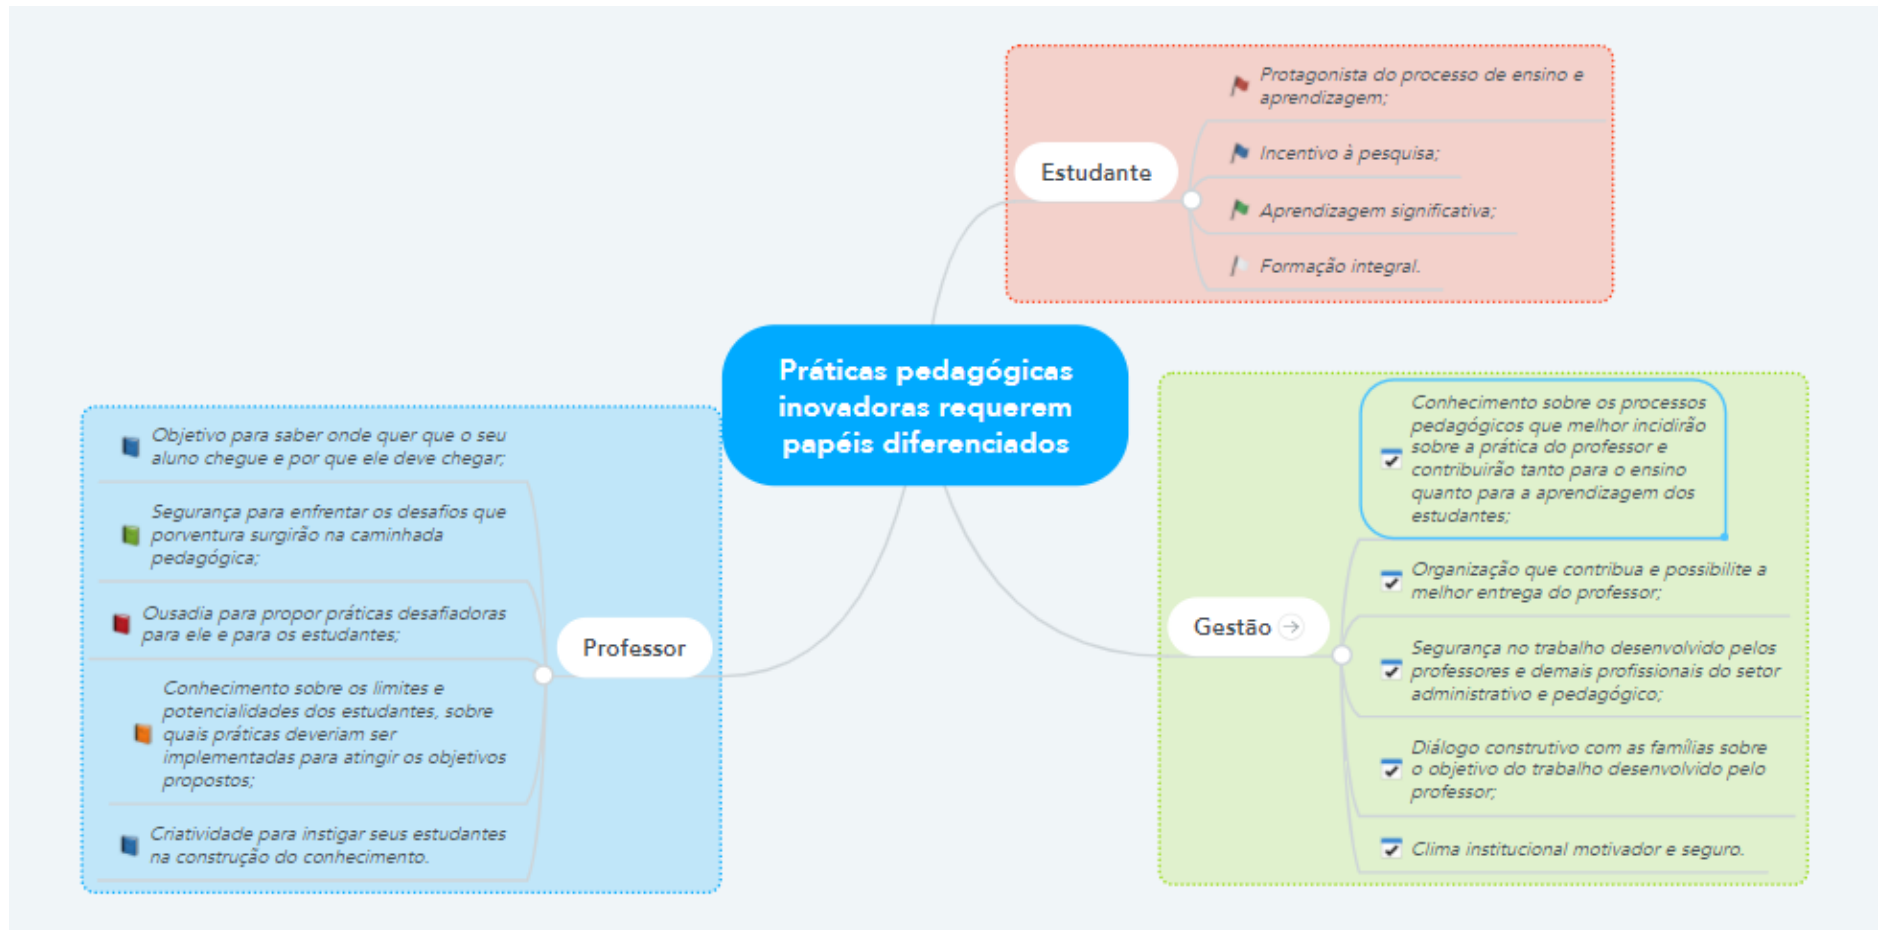 Práticas pedagógicas
inovadoras requerem
papéis diferenciados
Estudante
Protagonista do processo de ensino e
aprendizagem;
Incentivo à pesquisa;
Aprendizagem significativa;
Formação integral.
Gestão
Conhecimento sobre os processos
pedagógicos que melhor incidirão
sobre a prática do professor e
contribuirão tanto para o ensino
quanto para a aprendizagem dos
estudantes;
Organização que contribua e possibilite a
melhor entrega do professor;
Segurança no trabalho desenvolvido pelos
professores e demais profissionais do setor
administrativo e pedagógico;
Diálogo construtivo com as famílias sobre
o objetivo do trabalho desenvolvido pelo
professor;
Clima institucional motivador e seguro.
Professor
Objetivo para saber onde quer que o seu
aluno chegue e por que ele deve chegar;
Segurança para enfrentar os desafios que
porventura surgirão na caminhada
pedagógica;
Ousadia para propor práticas desafiadoras
para ele e para os estudantes;
Conhecimento sobre os limites e
potencialidades dos estudantes, sobre
quais práticas deveriam ser
implementadas para atingir os objetivos
propostos;
Criatividade para instigar seus estudantes
na construção do conhecimento.